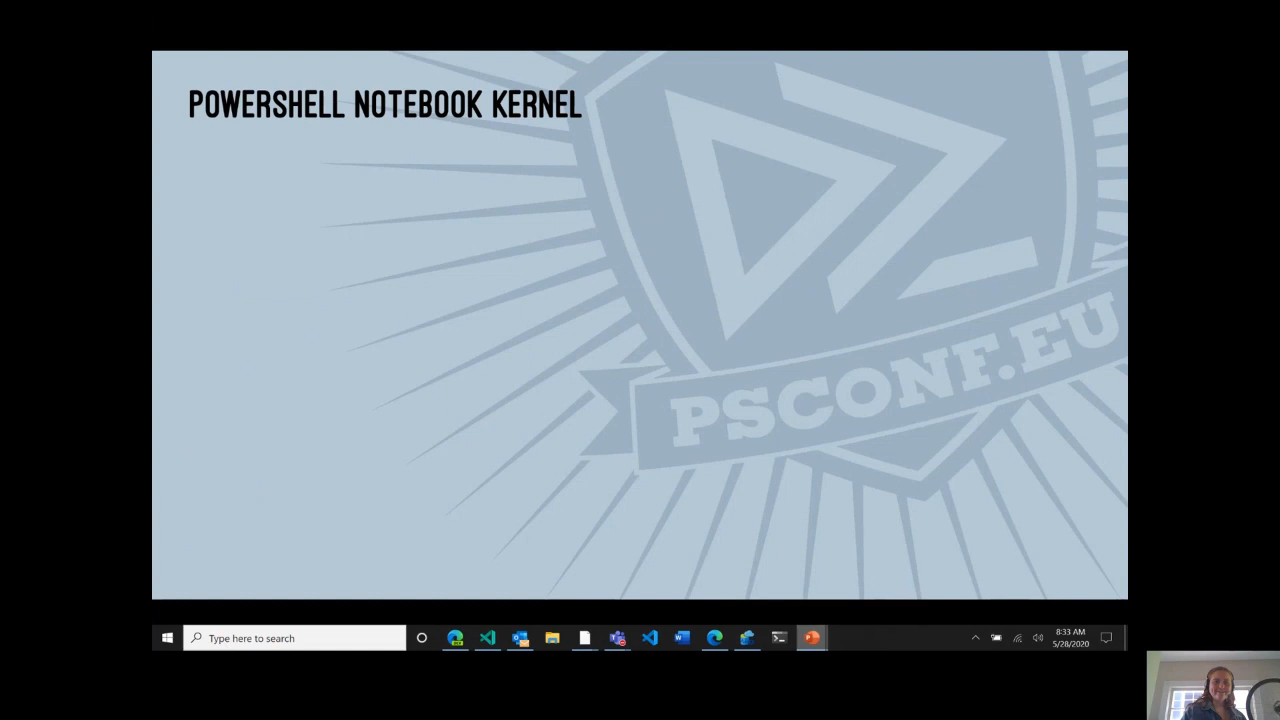 POWERSHELL NOTEBOOK KERNEL
PSCONF.EU
Type here to search
8:33 AM
5/28/2020